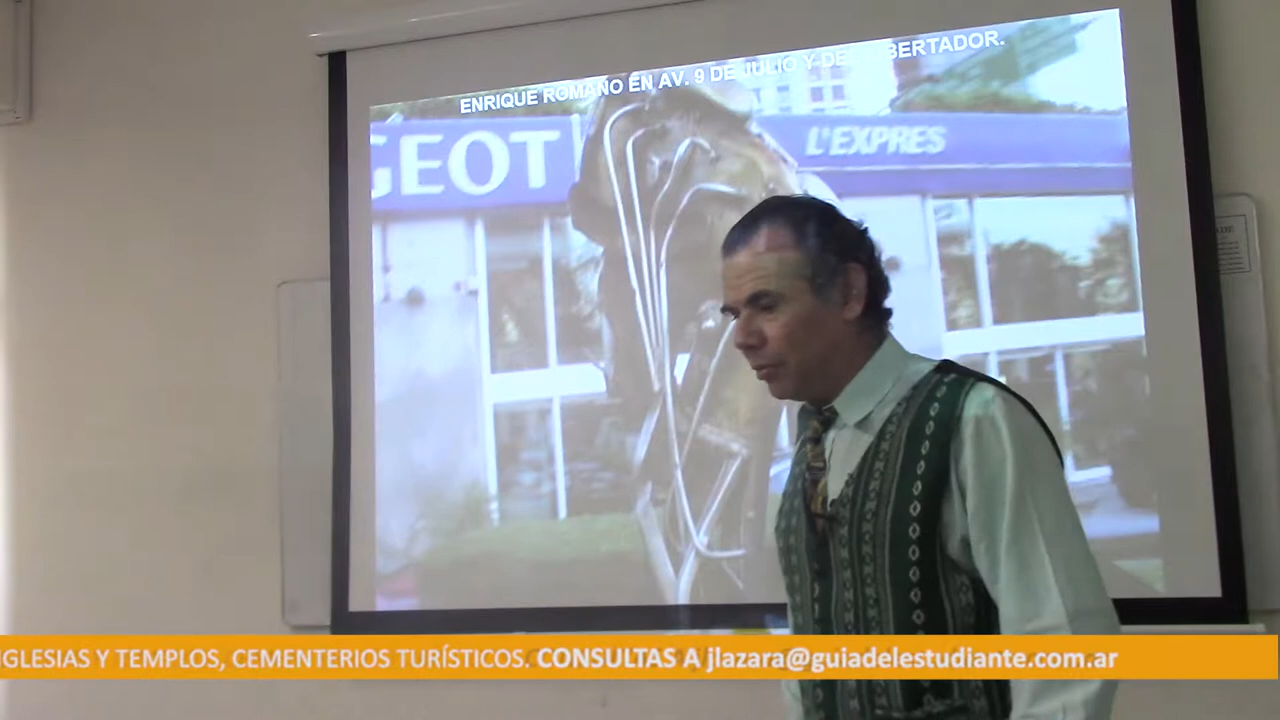 ENRIQUE ROMANO EN AV. 9 DE JULIO Y DEL LIBERTADOR.
GEOT
L'EXPRES
IGLESIAS Y TEMPLOS, CEMENTERIOS TURÍSTICOS. CONSULTAS A jlazara@guiadelestudiante.com.ar